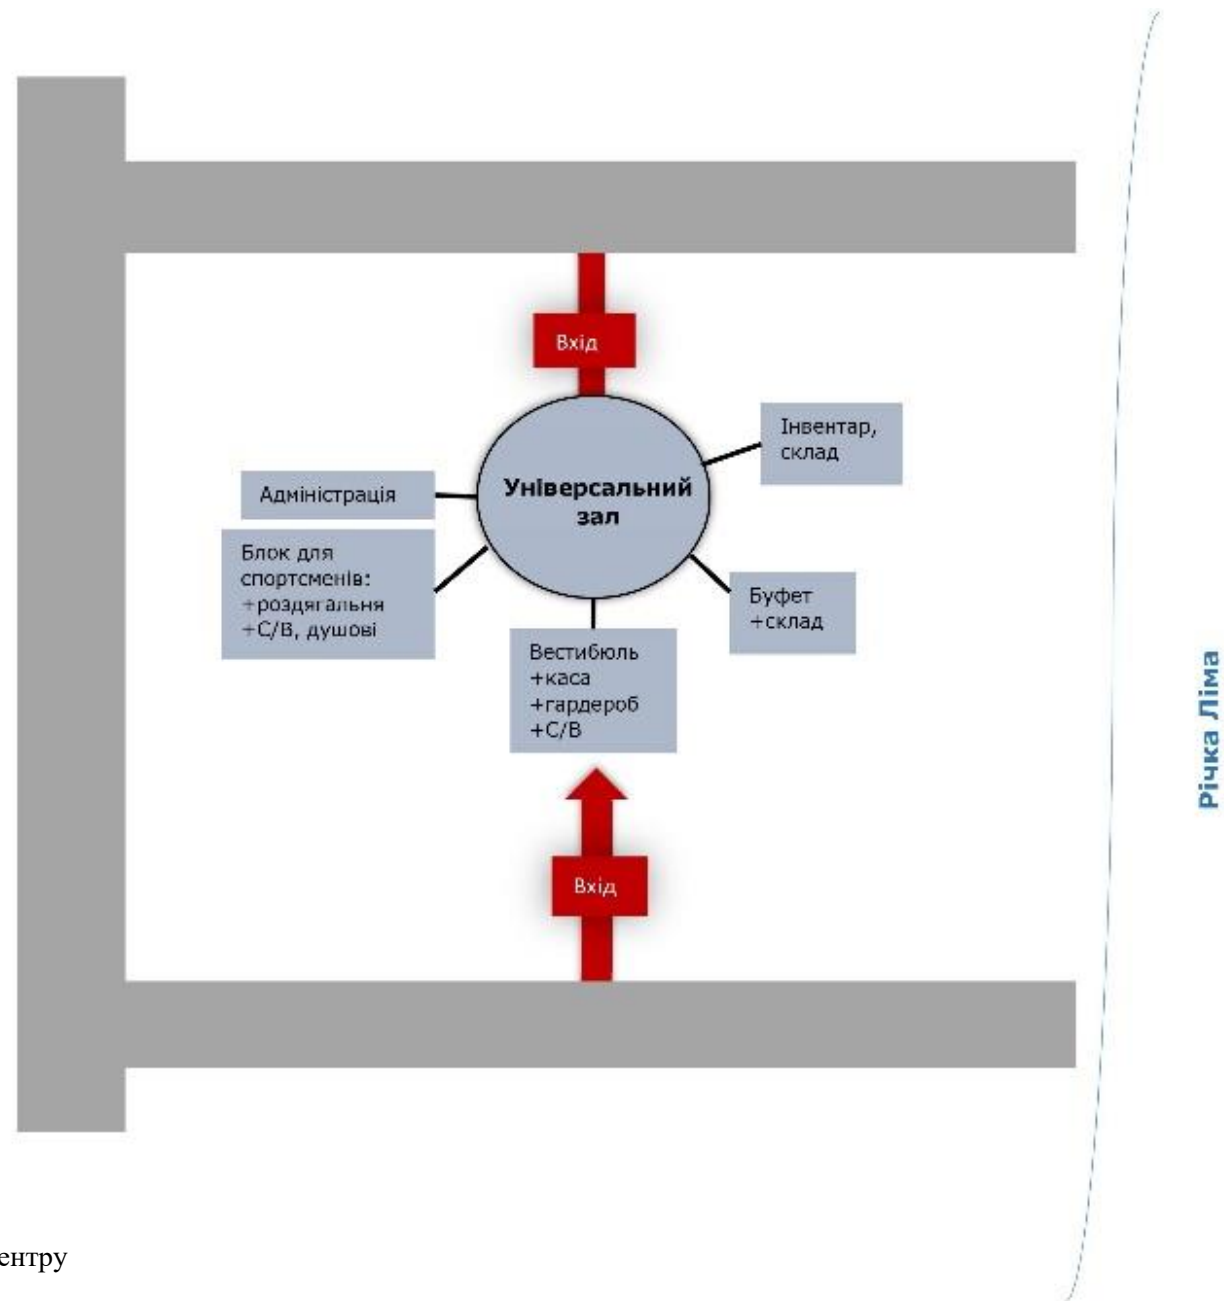 Вхід
Інвентар,
склад
Універсальний
зал
Адміністрація
Блок для
спортсменів:
+роздягальня
+С/В, душові
Буфет
+склад
Вестибюль
+каса
+гардероб
+С/В
Вхід
Річка Ліма
ентру